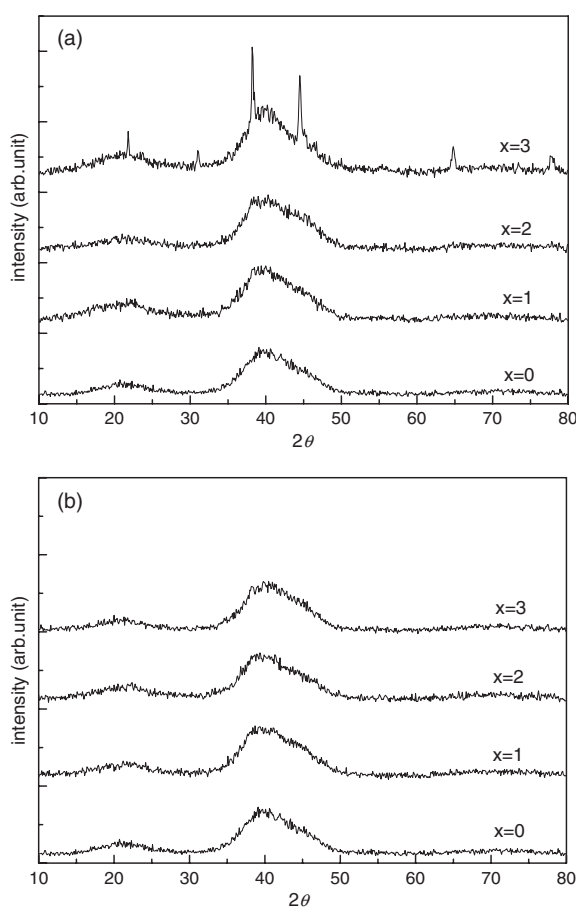 (a)
intensity (arb.unit)
x=3
x=2
x=1
x=0
10 20 30 40 50 60 70 80
2θ
(b)
intensity (arb.unit)
x=3
x=2
x=1
x=0
10 20 30 40 50 60 70 80
2θ